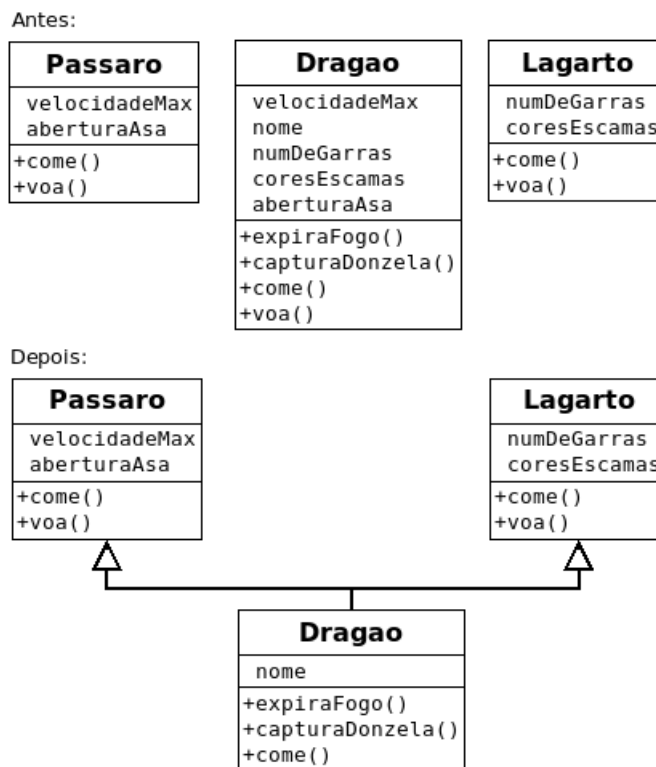 Antes:
Passaro
velocidadeMax
aberturaAsa
+come()
+voa()
Dragao
velocidadeMax
nome
numDeGarras
coresEscamas
aberturaAsa
+expiraFogo()
+capturaDonzela()
+come()
+voa()
Lagarto
numDeGarras
coresEscamas
+come()
+voa()
Depois:
Passaro
velocidadeMax
aberturaAsa
+come()
+voa()
Lagarto
numDeGarras
coresEscamas
+come()
+voa()
Dragao
nome
+expiraFogo()
+capturaDonzela()
+come()